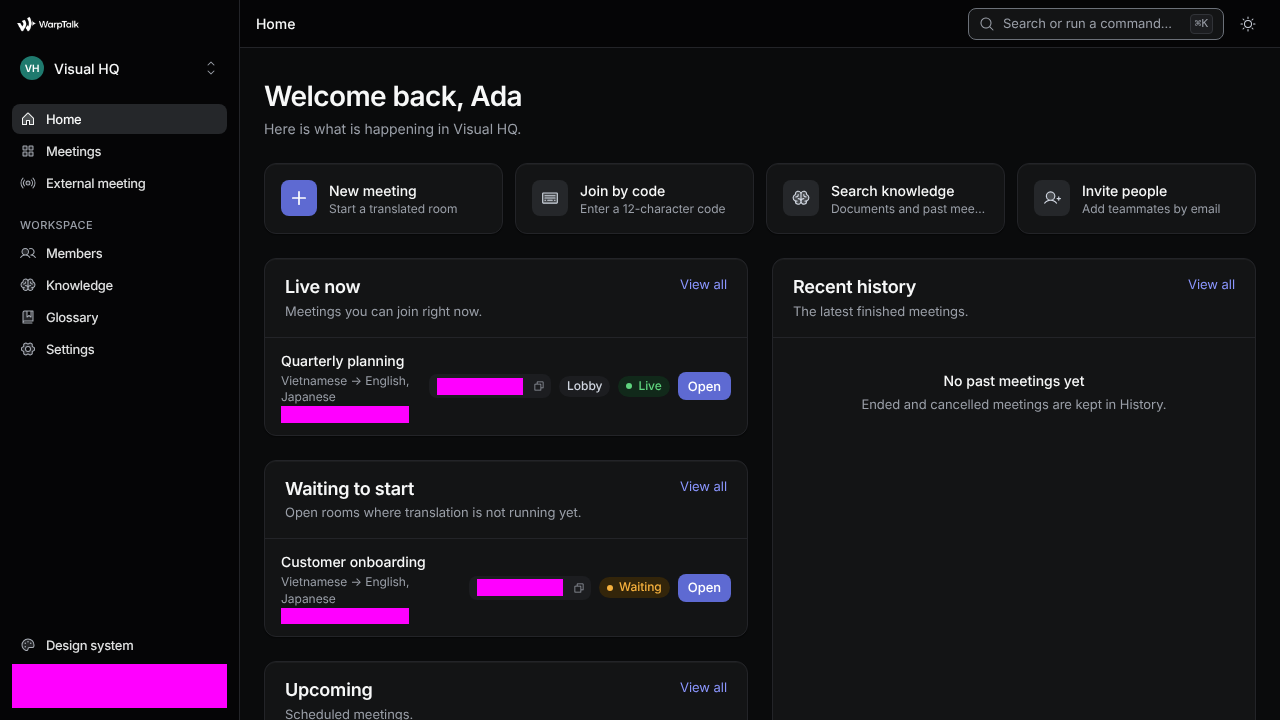 WarpTalk
Home
Search or run a command...
⌘K
VH
Visual HQ
Home
Meetings
External meeting
WORKSPACE
Members
Knowledge
Glossary
Settings
Design system
Welcome back, Ada
Here is what is happening in Visual HQ.
New meeting
Start a translated room
Join by code
Enter a 12-character code
Search knowledge
Documents and past mee...
Invite people
Add teammates by email
Live now
View all
Meetings you can join right now.
Quarterly planning
Vietnamese → English,
Japanese
Lobby
Live
Open
Waiting to start
View all
Open rooms where translation is not running yet.
Customer onboarding
Vietnamese → English,
Japanese
Waiting
Open
Upcoming
View all
Scheduled meetings.
Recent history
View all
The latest finished meetings.
No past meetings yet
Ended and cancelled meetings are kept in History.